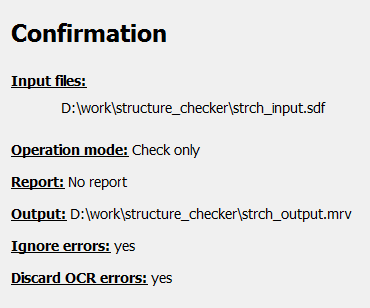 Confirmation
Input files:
D:\work\structure_checker\strch_input.sdf
Operation mode: Check only
Report: No report
Output: D:\work\structure_checker\strch_output.mrv
Ignore errors: yes
Discard OCR errors: yes